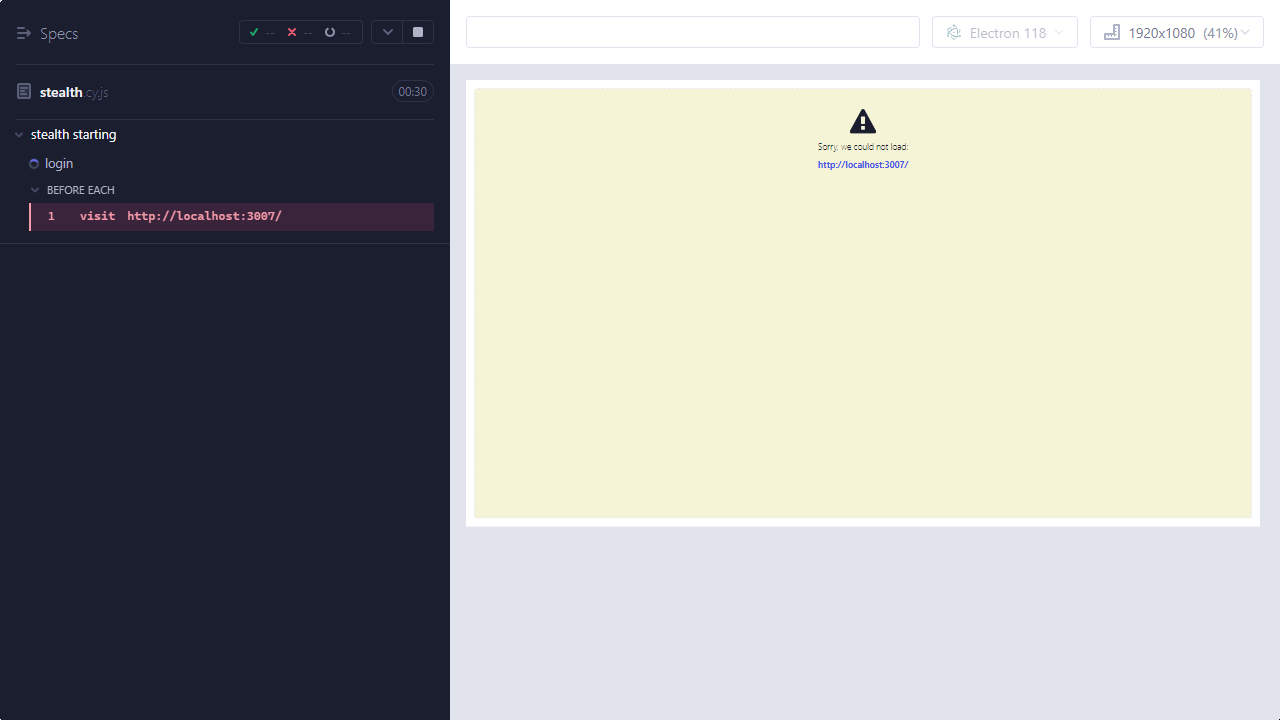 Specs
-- -- --
stealth.cy.js 00:30
stealth starting
login
BEFORE EACH
1 visit http://localhost:3007/
Electron 118
1920x1080 (41%)
Sorry, we could not load:
http://localhost:3007/